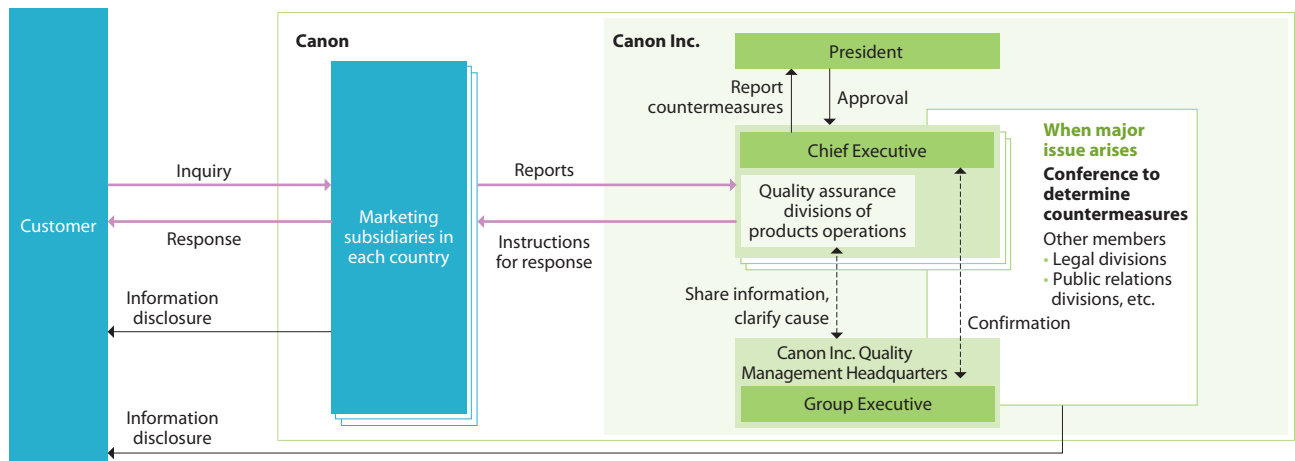 Canon
Canon Inc.
President
Report
countermeasures
Approval
When major
issue arises
Conference to
determine
countermeasures
Other members
• Legal divisions
• Public relations
divisions, etc.
Chief Executive
Quality assurance
divisions of
products operations
Inquiry
Reports
Customer
Marketing
subsidiaries in
each country
Response
Instructions
for response
Information
disclosure
Share information,
clarify cause
Confirmation
Canon Inc. Quality
Management Headquarters
Group Executive
Information
disclosure